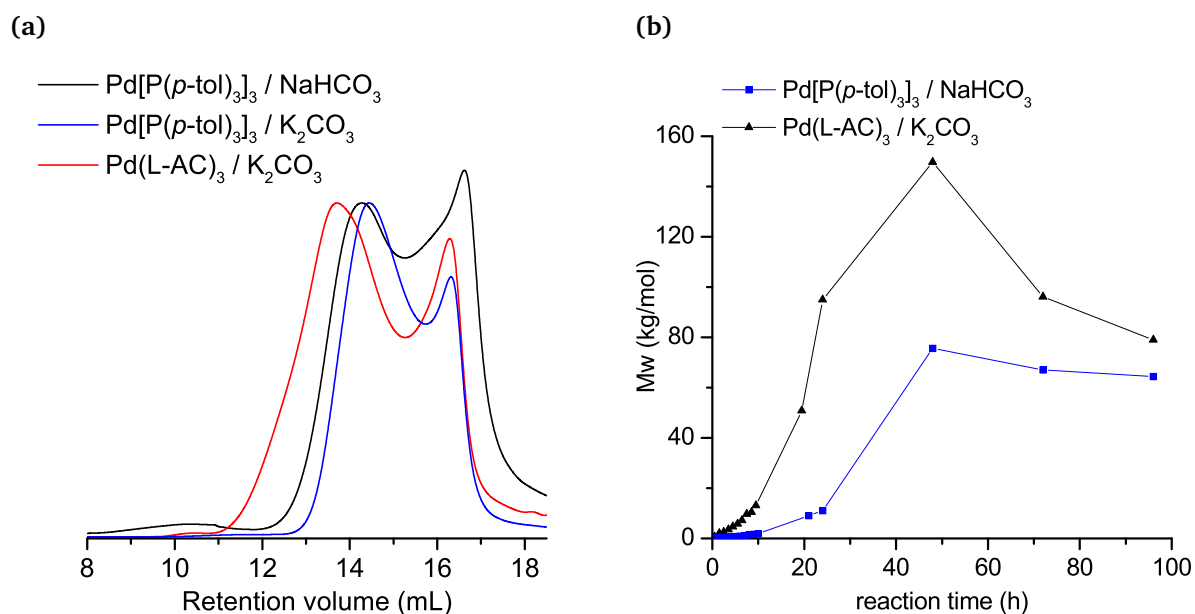 (a)
Pd[P(p-tol)₃]₃ / NaHCO₃
Pd[P(p-tol)₃]₃ / K₂CO₃
Pd(L-AC)₃ / K₂CO₃
8 10 12 14 16 18
Retention volume (mL)
(b)
Pd[P(p-tol)₃]₃ / NaHCO₃
Pd(L-AC)₃ / K₂CO₃
160
120
80
40
0
Mw (kg/mol)
0 20 40 60 80 100
reaction time (h)